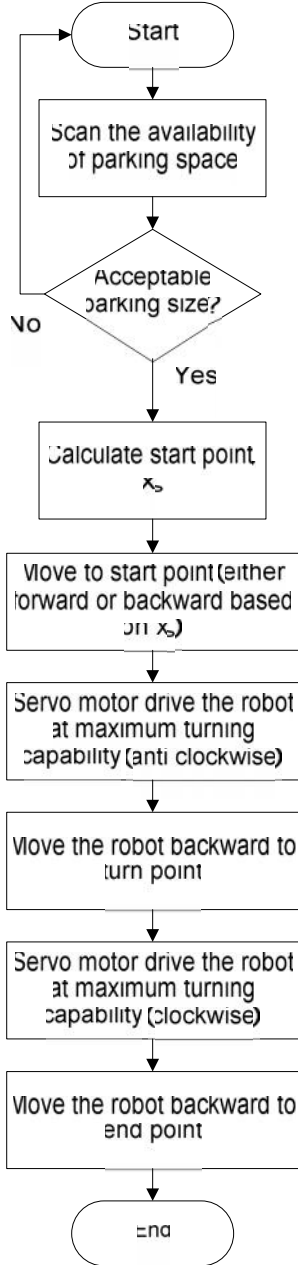 Start
Scan the availability
of parking space
Acceptable
parking size?
No
Yes
Calculate start point,
xₛ
Move to start point (either
forward or backward based
on xₛ)
Servo motor drive the robot
at maximum turning
capability (anti clockwise)
Move the robot backward to
turn point
Servo motor drive the robot
at maximum turning
capability (clockwise)
Move the robot backward to
end point
End